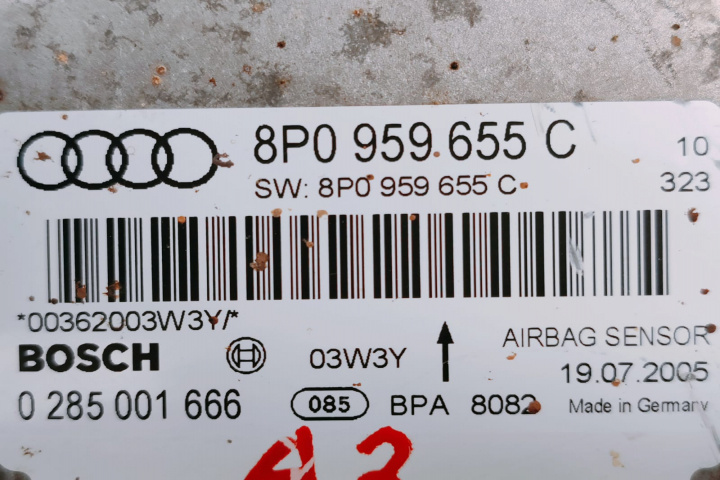 8P0 959 655 C 10
SW: 8P0 959 655 C 323
*00362003W3Y/*
BOSCH 03W3Y AIRBAG SENSOR
19.07.2005
0 285 001 666 085 BPA 8082 Made in Germany
A3